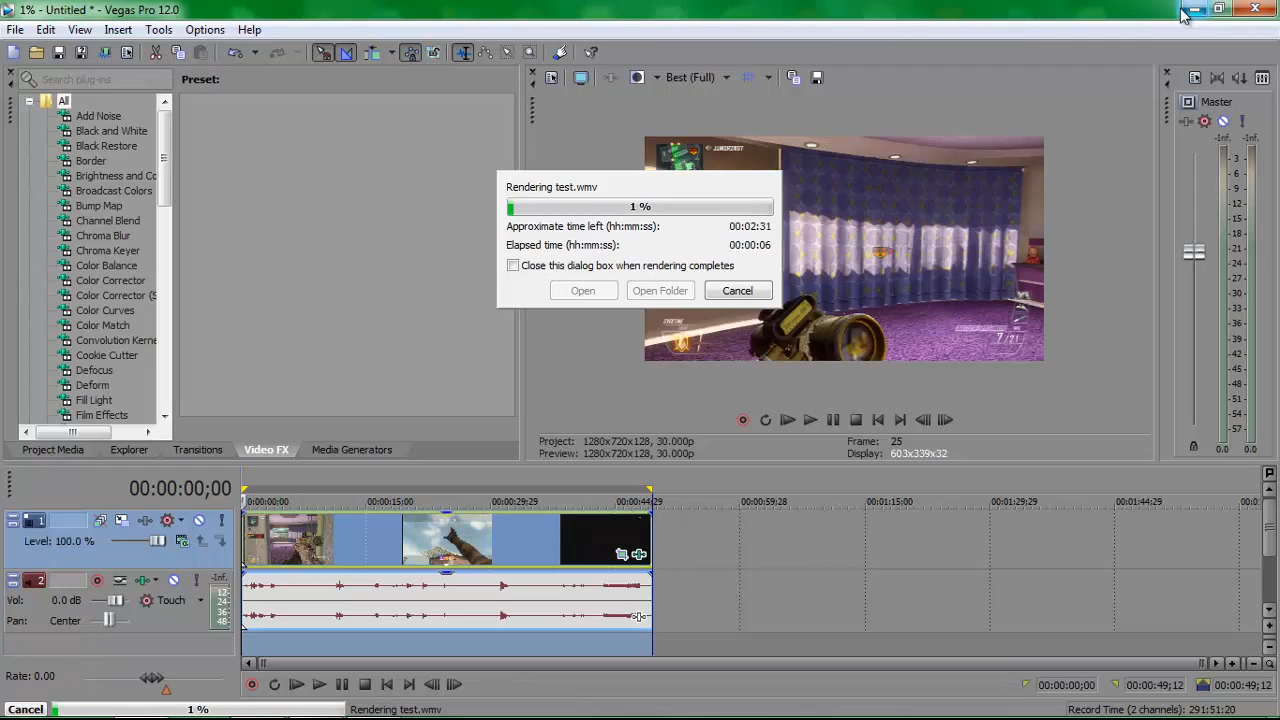 1% - Untitled * - Vegas Pro 12.0
File Edit View Insert Tools Options Help
Search plug-ins
Preset:
Best (Full)
Master
All
Add Noise
Black and White
Black Restore
Border
Brightness and Co
Broadcast Colors
Bump Map
Channel Blend
Chroma Blur
Chroma Keyer
Color Balance
Color Corrector
Color Corrector (S
Color Curves
Color Match
Convolution Kerne
Cookie Cutter
Defocus
Deform
Fill Light
Film Effects
Rendering test.wmv
1 %
Approximate time left (hh:mm:ss): 00:02:31
Elapsed time (hh:mm:ss): 00:00:06
Close this dialog box when rendering completes
Open Open Folder Cancel
7/21
-Inf. -Inf.
3
6
9
12
15
18
21
24
27
30
33
36
39
42
45
48
51
54
57
0.0 0.0
Project Media Explorer Transitions Video FX Media Generators
Project: 1280x720x128, 30.000p Frame: 25
Preview: 1280x720x128, 30.000p Display: 603x339x32
00:00:00;00
0:00:00:00 00:00:15:00 00:00:29:29 00:00:44:29 00:00:59:28 00:01:15:00 00:01:29:29 00:01:44:29 00:0
1
Level: 100.0 %
2
-Inf.
Vol: 0.0 dB Touch
Pan: Center
12
24
36
48
Rate: 0.00
00:00:00;00 00:00:49;12 00:00:49;12
Cancel 1 % Rendering test.wmv Record Time (2 channels): 291:51:20